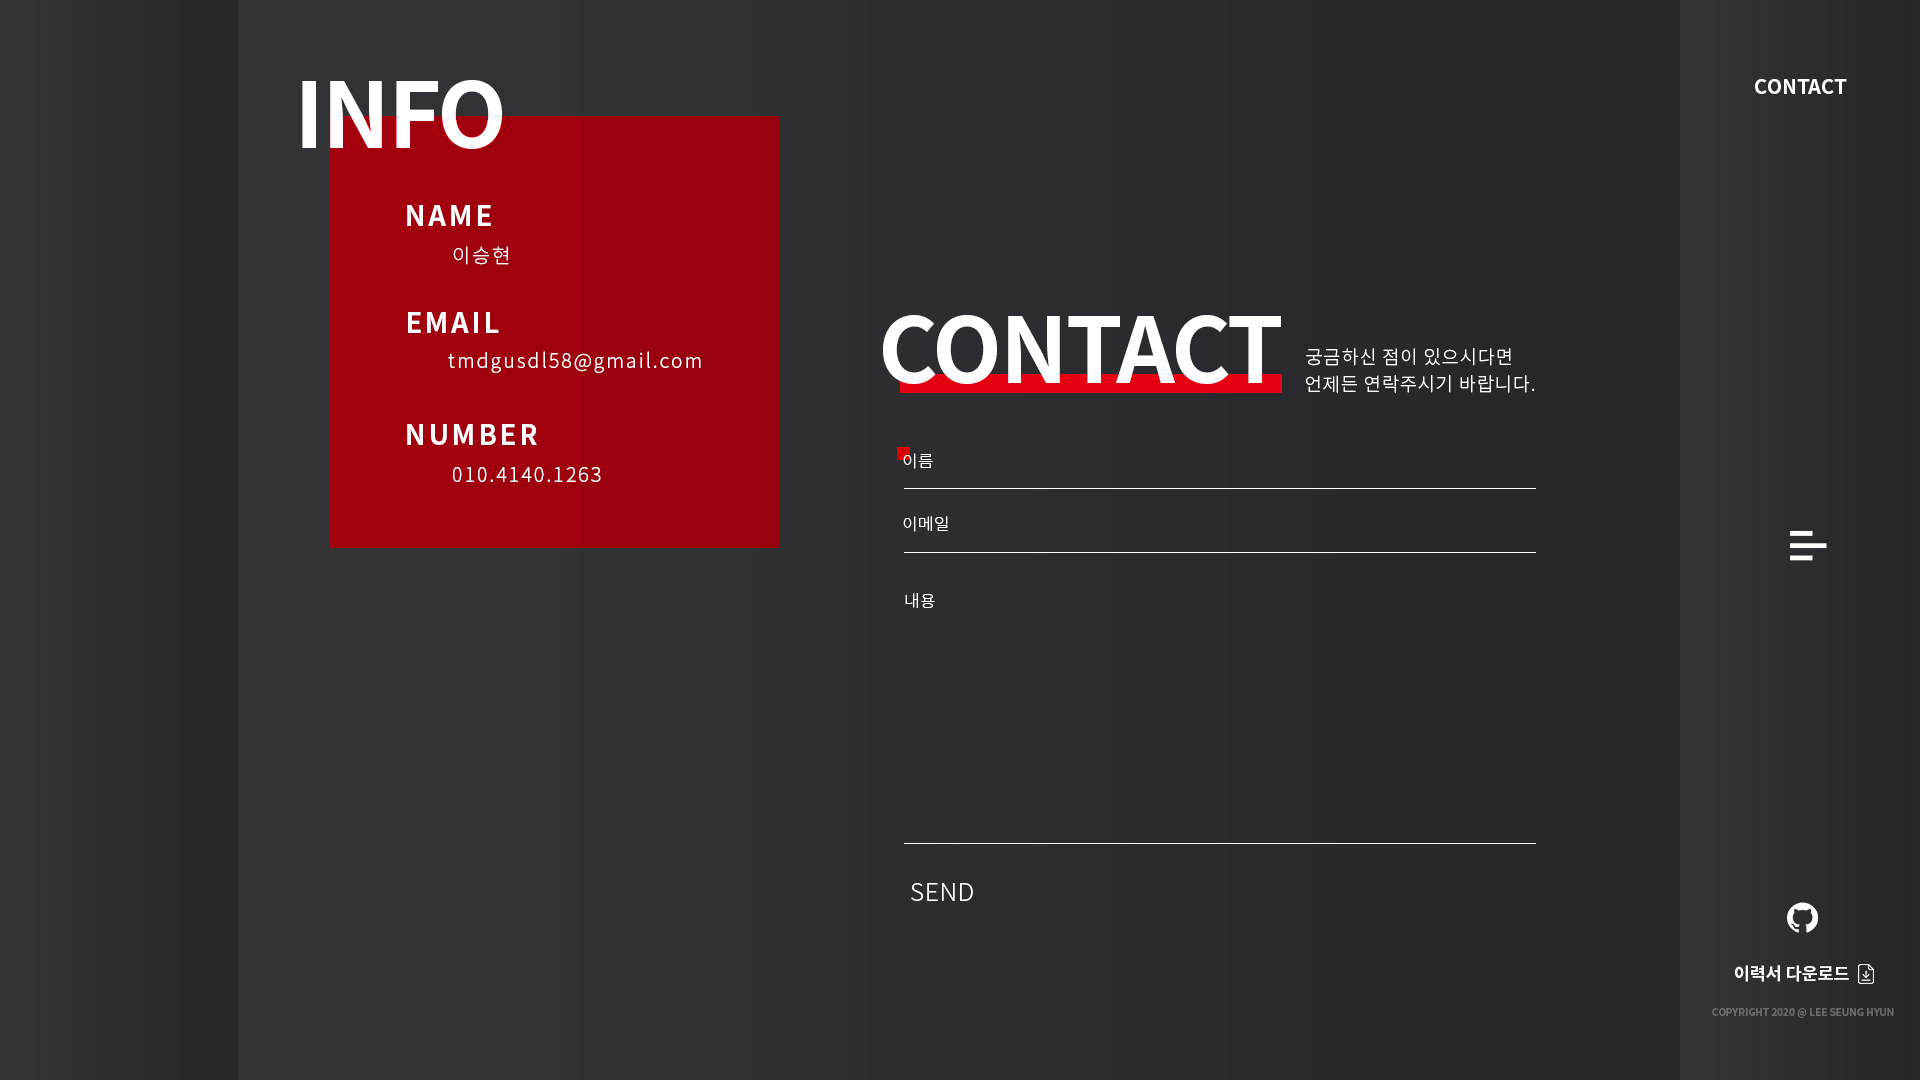 INFO
NAME
이승현
EMAIL
tmdgusdl58@gmail.com
NUMBER
010.4140.1263
CONTACT
궁금하신 점이 있으시다면
언제든 연락주시기 바랍니다.
이름
이메일
내용
SEND
CONTACT
이력서 다운로드
COPYRIGHT 2020 @ LEE SEUNG HYUN